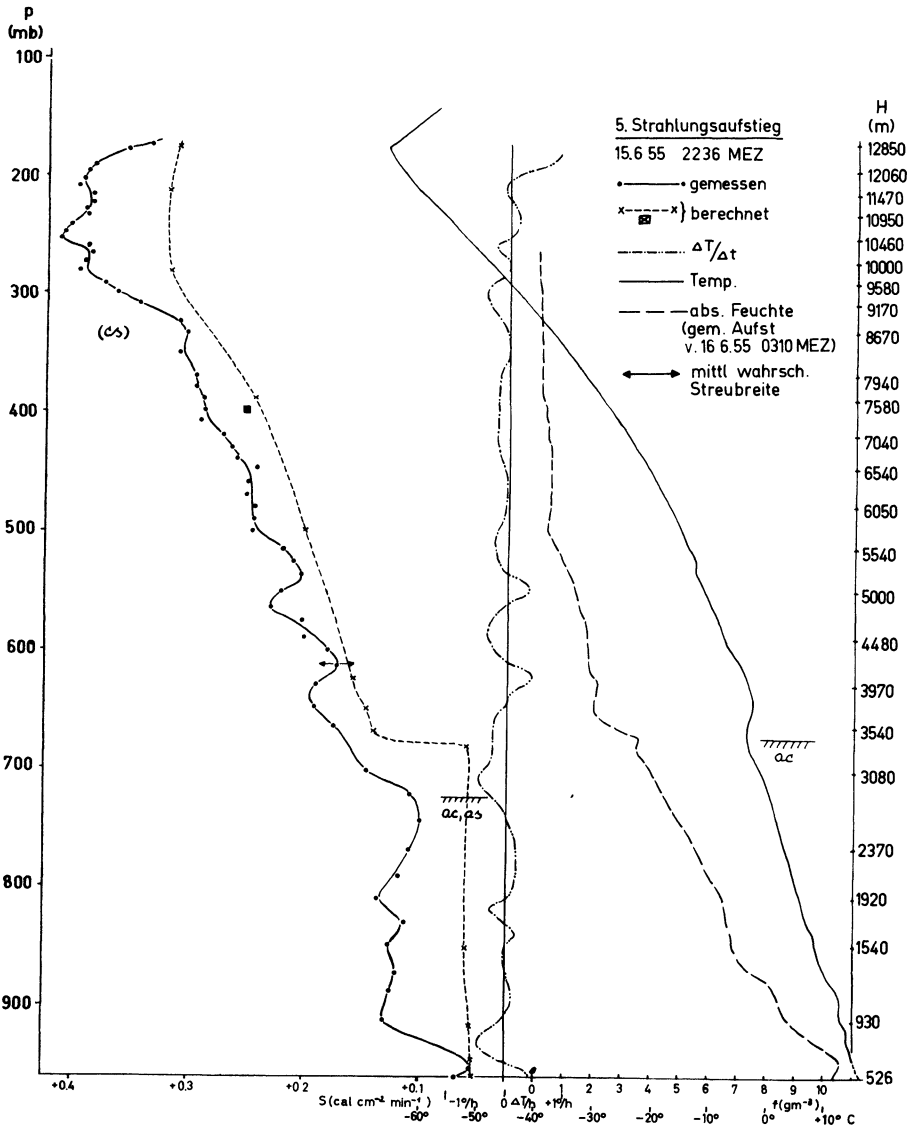 P
(mb)
100
200
300
400
500
600
700
800
900
(cs)
ac, as
ac
5. Strahlungsaufstieg
15.6 55 2236 MEZ
gemessen
x----x} berechnet
ΔT/Δt
Temp.
abs. Feuchte
(gem. Aufst
v. 16 6.55 0310 MEZ)
mittl wahrsch.
Streubreite
H
(m)
12850
12060
11470
10950
10460
10000
9580
9170
8670
7940
7580
7040
6540
6050
5540
5000
4480
3970
3540
3080
2370
1920
1540
930
526
+0.4 +0.3 +0.2 +0.1 0 1 2 3 4 5 6 7 8 9 10
S (cal cm⁻² min⁻¹) -1°/h 0 ΔT/h +1°/h f (gm⁻³)
-60° -50° -40° -30° -20° -10° 0° +10° C